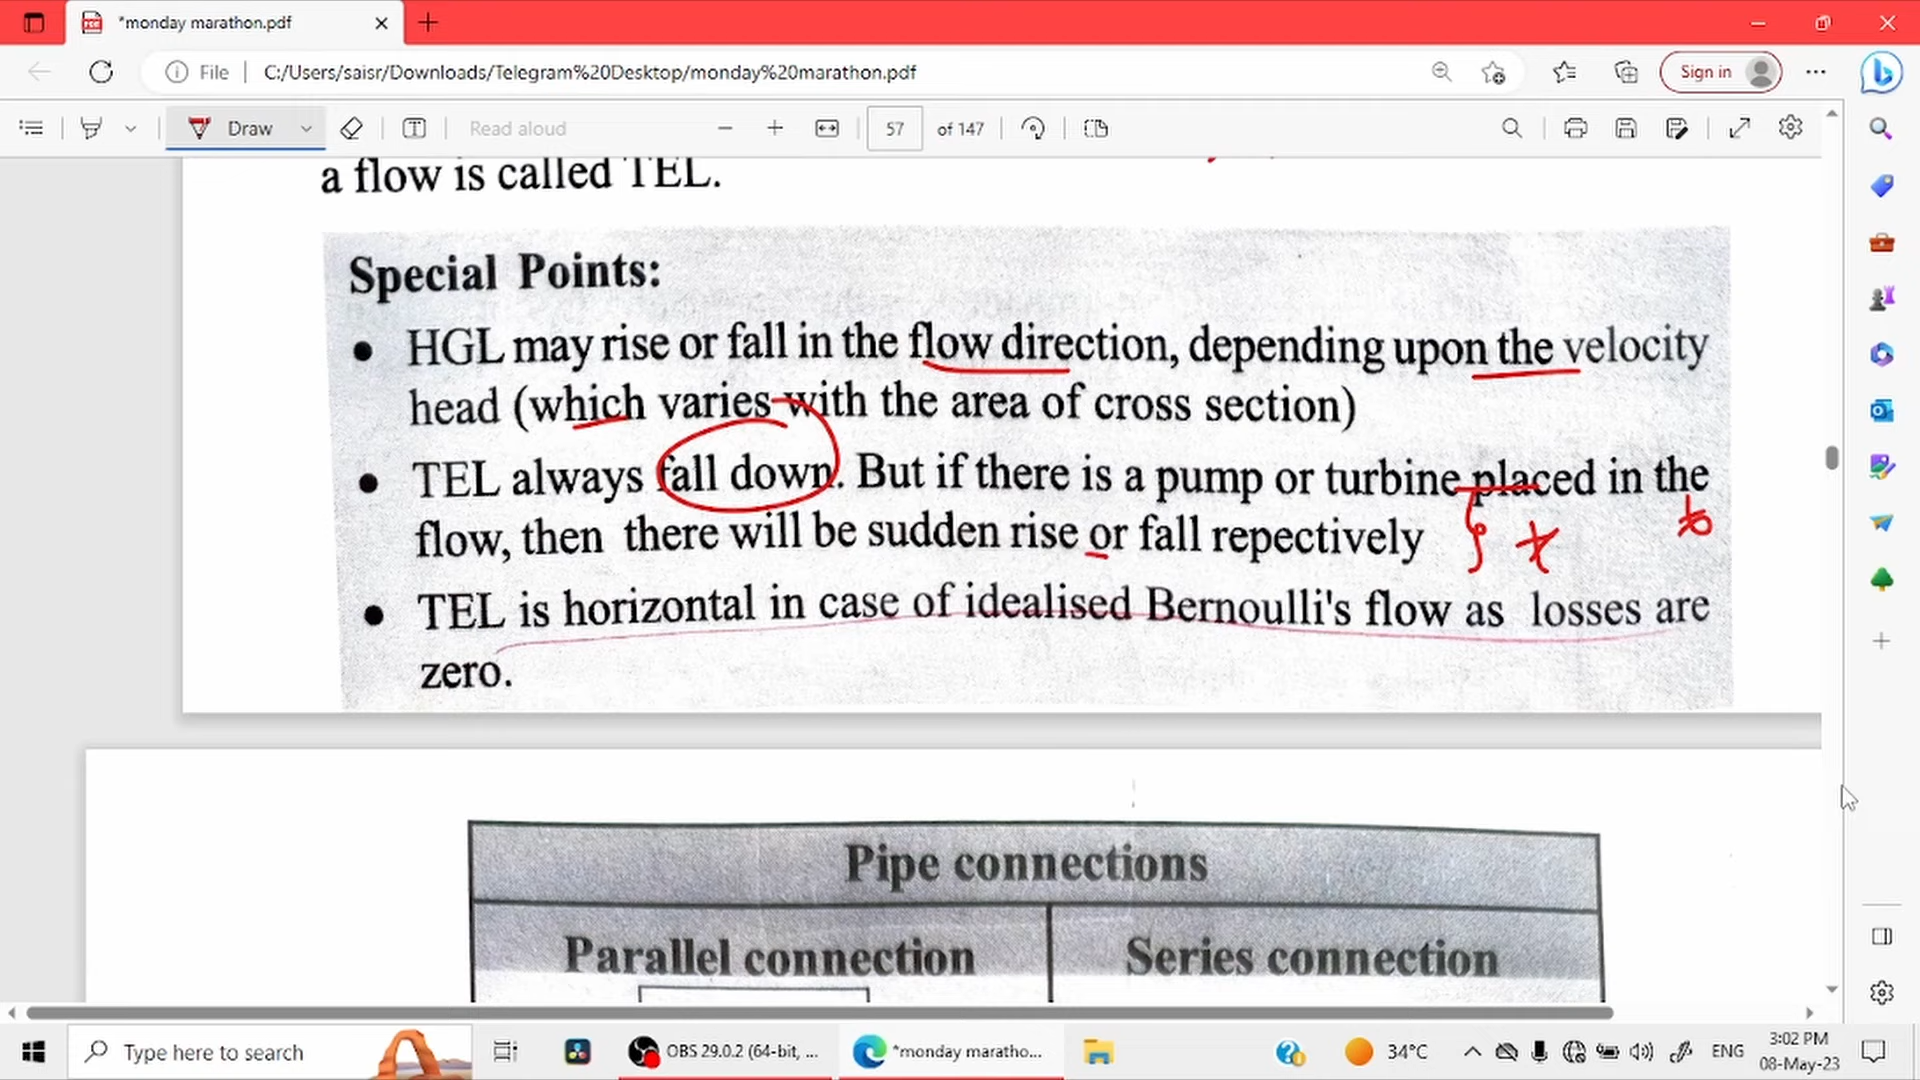 *monday marathon.pdf
File
C:/Users/saisr/Downloads/Telegram%20Desktop/monday%20marathon.pdf
Sign in
Draw
Read aloud
57
of 147
a flow is called TEL.
Special Points:
HGL may rise or fall in the flow direction, depending upon the velocity
head (which varies with the area of cross section)
TEL always fall down. But if there is a pump or turbine placed in the
flow, then there will be sudden rise or fall repectively
TEL is horizontal in case of idealised Bernoulli's flow as losses are
zero.
Pipe connections
Parallel connection
Series connection
Type here to search
OBS 29.0.2 (64-bit, ...
*monday maratho...
34°C
ENG
3:02 PM
08-May-23